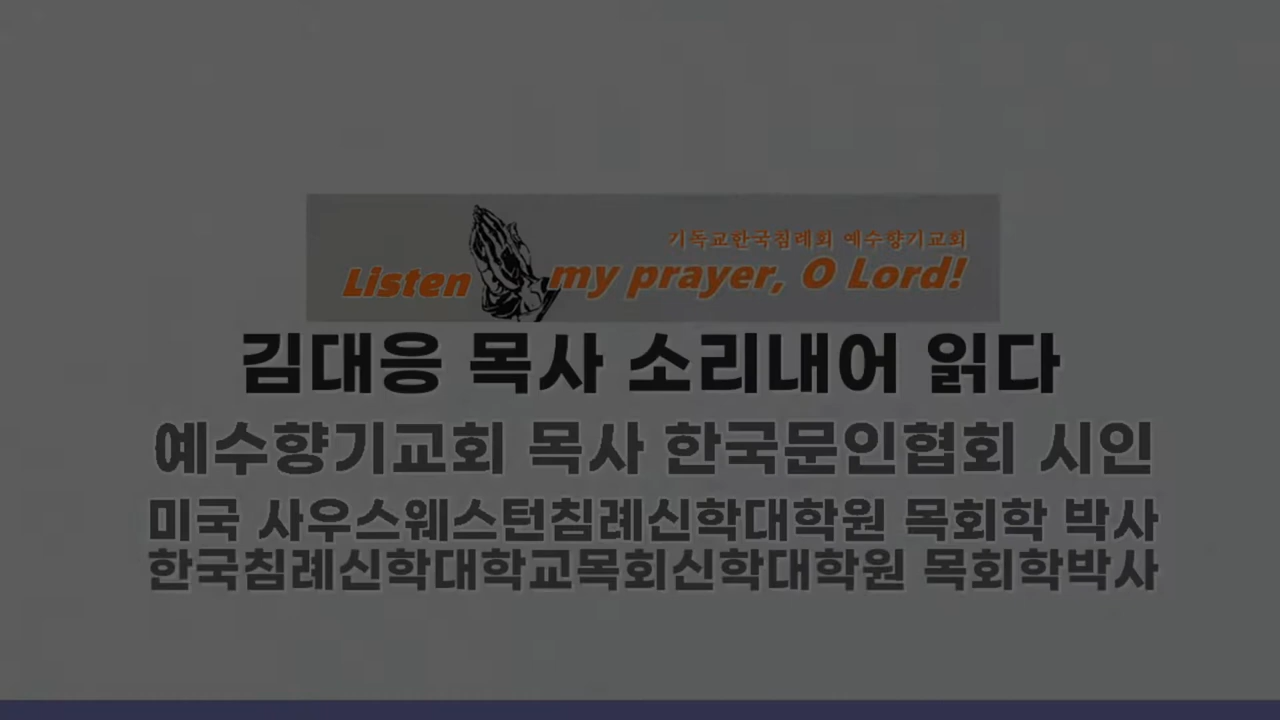 기독교한국침례회 예수향기교회
Listen my prayer, O Lord!
김대응 목사 소리내어 읽다
예수향기교회 목사 한국문인협회 시인
미국 사우스웨스턴침례신학대학원 목회학 박사
한국침례신학대학교목회신학대학원 목회학박사